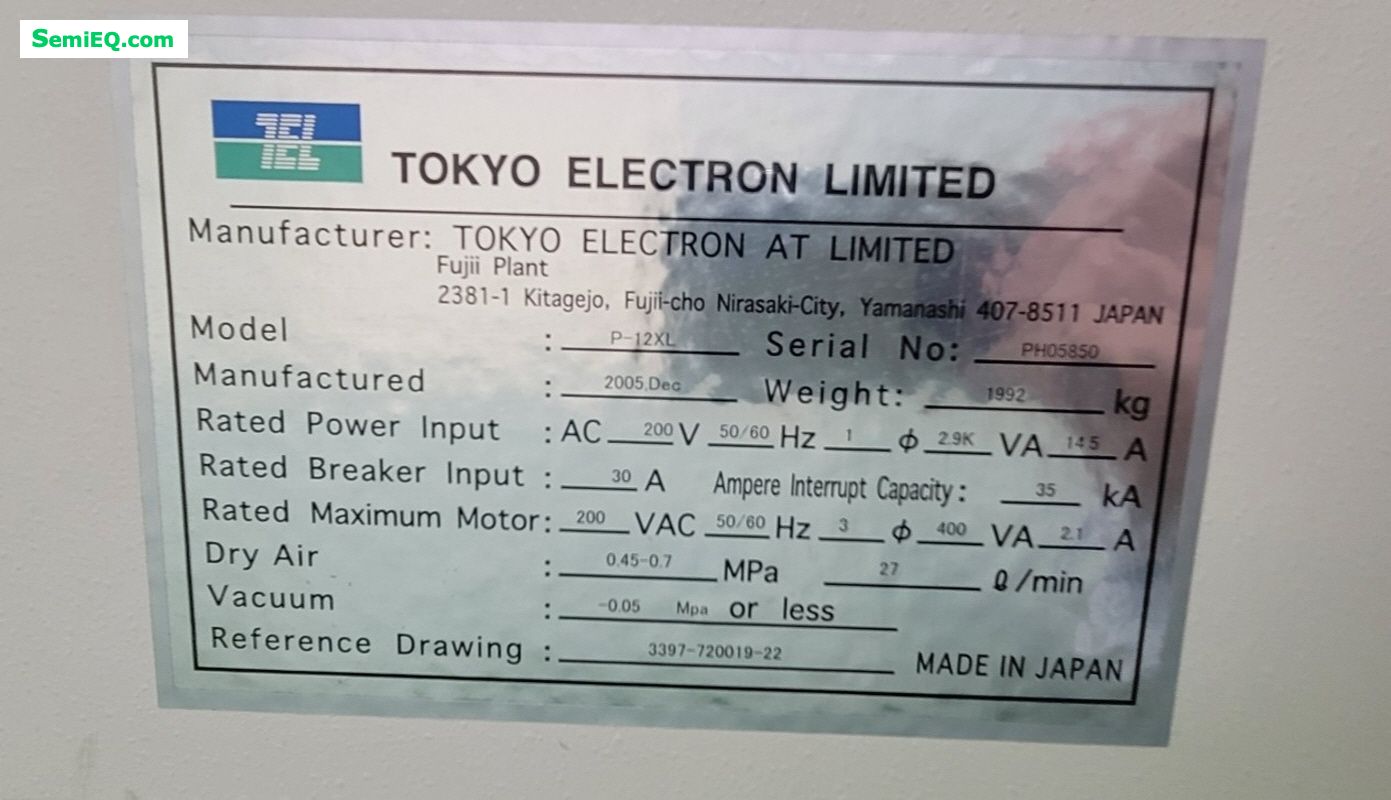 SemiEQ.com
TEL
TOKYO ELECTRON LIMITED
Manufacturer: TOKYO ELECTRON AT LIMITED
Fujii Plant
2381-1 Kitagejo, Fujii-cho Nirasaki-City, Yamanashi 407-8511 JAPAN
Model : P-12XL Serial No: PH05850
Manufactured : 2005.Dec Weight: 1992 kg
Rated Power Input : AC 200 V 50/60 Hz 1 ϕ 2.9K VA 14.5 A
Rated Breaker Input : 30 A Ampere Interrupt Capacity : 35 kA
Rated Maximum Motor: 200 VAC 50/60 Hz 3 ϕ 400 VA 2.1 A
Dry Air : 0.45-0.7 MPa 27 ℓ/min
Vacuum : -0.05 Mpa or less
Reference Drawing : 3397-720019-22 MADE IN JAPAN